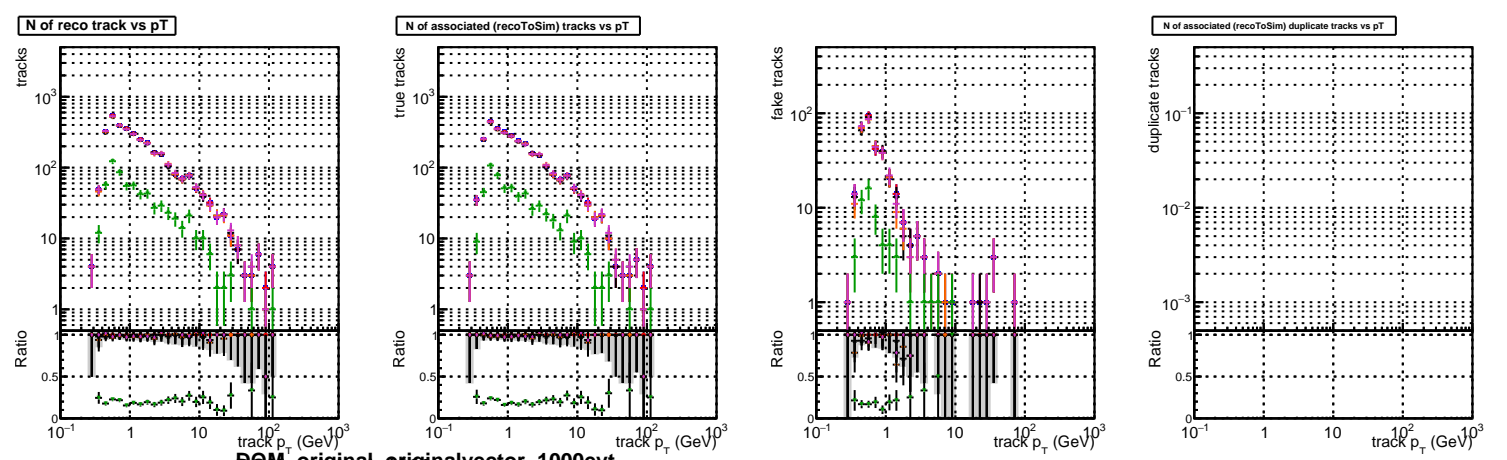 N of reco track vs pT
N of associated (recoToSim) tracks vs pT
N of associated (recoToSim) duplicate tracks vs pT
tracks
10³
10²
10
1
Ratio
1
0.5
0
10⁻¹ 1 10 10² 10³
track p_T (GeV)
true tracks
10³
10²
10
1
Ratio
1
0.5
0
10⁻¹ 1 10 10² 10³
track p_T (GeV)
fake tracks
10²
10
1
Ratio
1
0.5
0
10⁻¹ 1 10 10² 10³
track p_T (GeV)
duplicate tracks
10⁻¹
10⁻²
10⁻³
Ratio
1
0.5
0
10⁻¹ 1 10 10² 10³
track p_T (GeV)